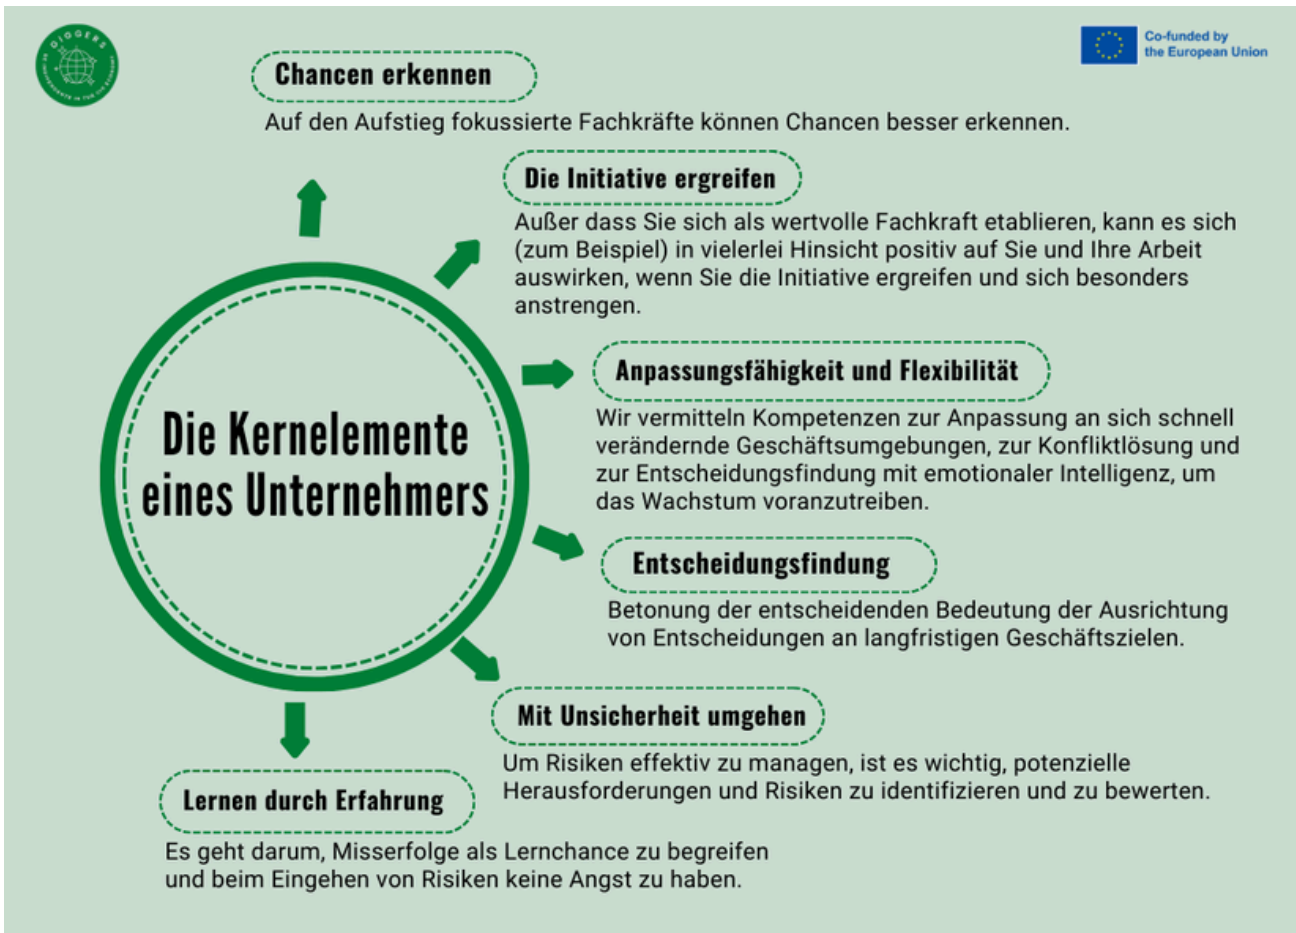 DIGGERS
Co-funded by
the European Union
Chancen erkennen
Auf den Aufstieg fokussierte Fachkräfte können Chancen besser erkennen.
Die Initiative ergreifen
Außer dass Sie sich als wertvolle Fachkraft etablieren, kann es sich
(zum Beispiel) in vielerlei Hinsicht positiv auf Sie und Ihre Arbeit
auswirken, wenn Sie die Initiative ergreifen und sich besonders
anstrengen.
Anpassungsfähigkeit und Flexibilität
Wir vermitteln Kompetenzen zur Anpassung an sich schnell
verändernde Geschäftsumgebungen, zur Konfliktlösung und
zur Entscheidungsfindung mit emotionaler Intelligenz, um
das Wachstum voranzutreiben.
Die Kernelemente
eines Unternehmers
Entscheidungsfindung
Betonung der entscheidenden Bedeutung der Ausrichtung
von Entscheidungen an langfristigen Geschäftszielen.
Mit Unsicherheit umgehen
Um Risiken effektiv zu managen, ist es wichtig, potenzielle
Herausforderungen und Risiken zu identifizieren und zu bewerten.
Lernen durch Erfahrung
Es geht darum, Misserfolge als Lernchance zu begreifen
und beim Eingehen von Risiken keine Angst zu haben.